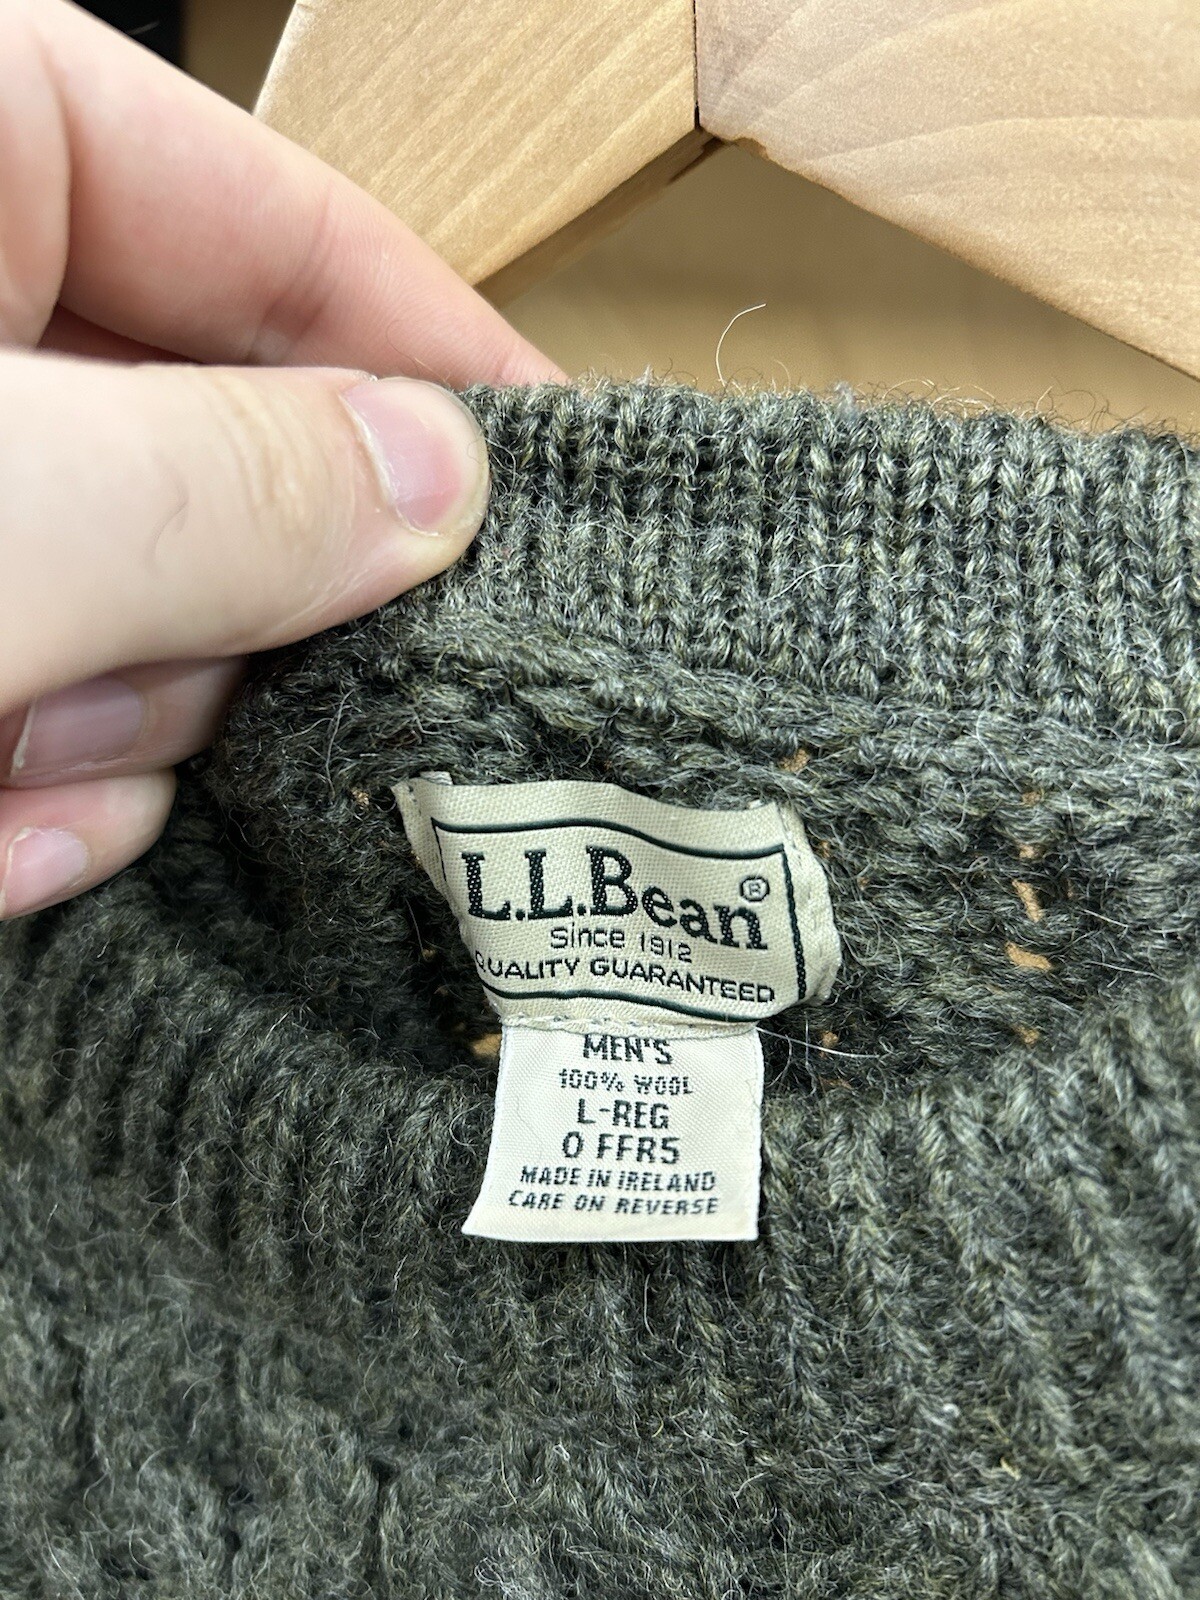 L.L.Bean®
Since 1912
QUALITY GUARANTEED
MEN'S
100% WOOL
L-REG
0 FFR5
MADE IN IRELAND
CARE ON REVERSE